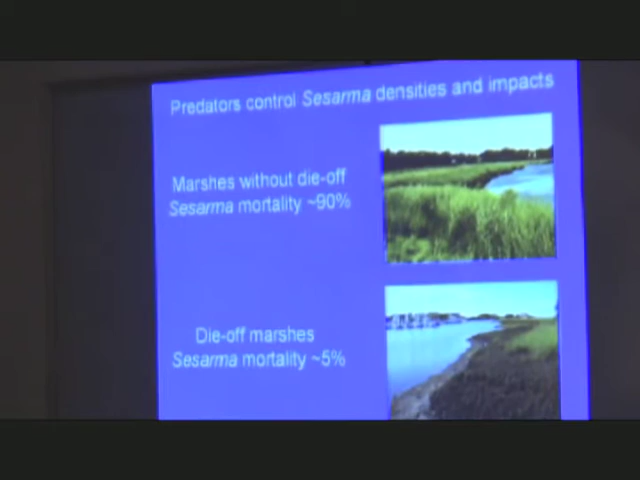 Predators control Sesarma densities and impacts
Marshes without die-off
Sesarma mortality ~90%
Die-off marshes
Sesarma mortality ~5%